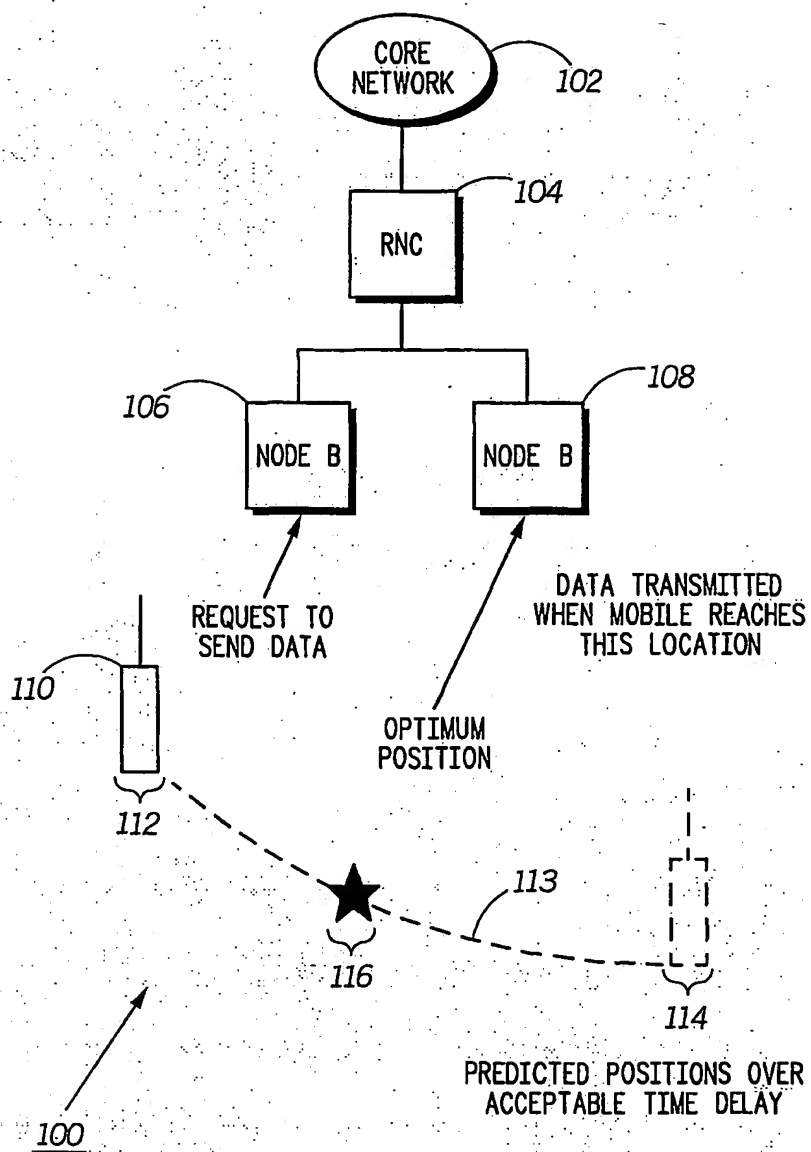 CORE
NETWORK
102
104
RNC
106
108
NODE B
NODE B
REQUEST TO
SEND DATA
DATA TRANSMITTED
WHEN MOBILE REACHES
THIS LOCATION
110
OPTIMUM
POSITION
112
113
116
114
PREDICTED POSITIONS OVER
ACCEPTABLE TIME DELAY
100